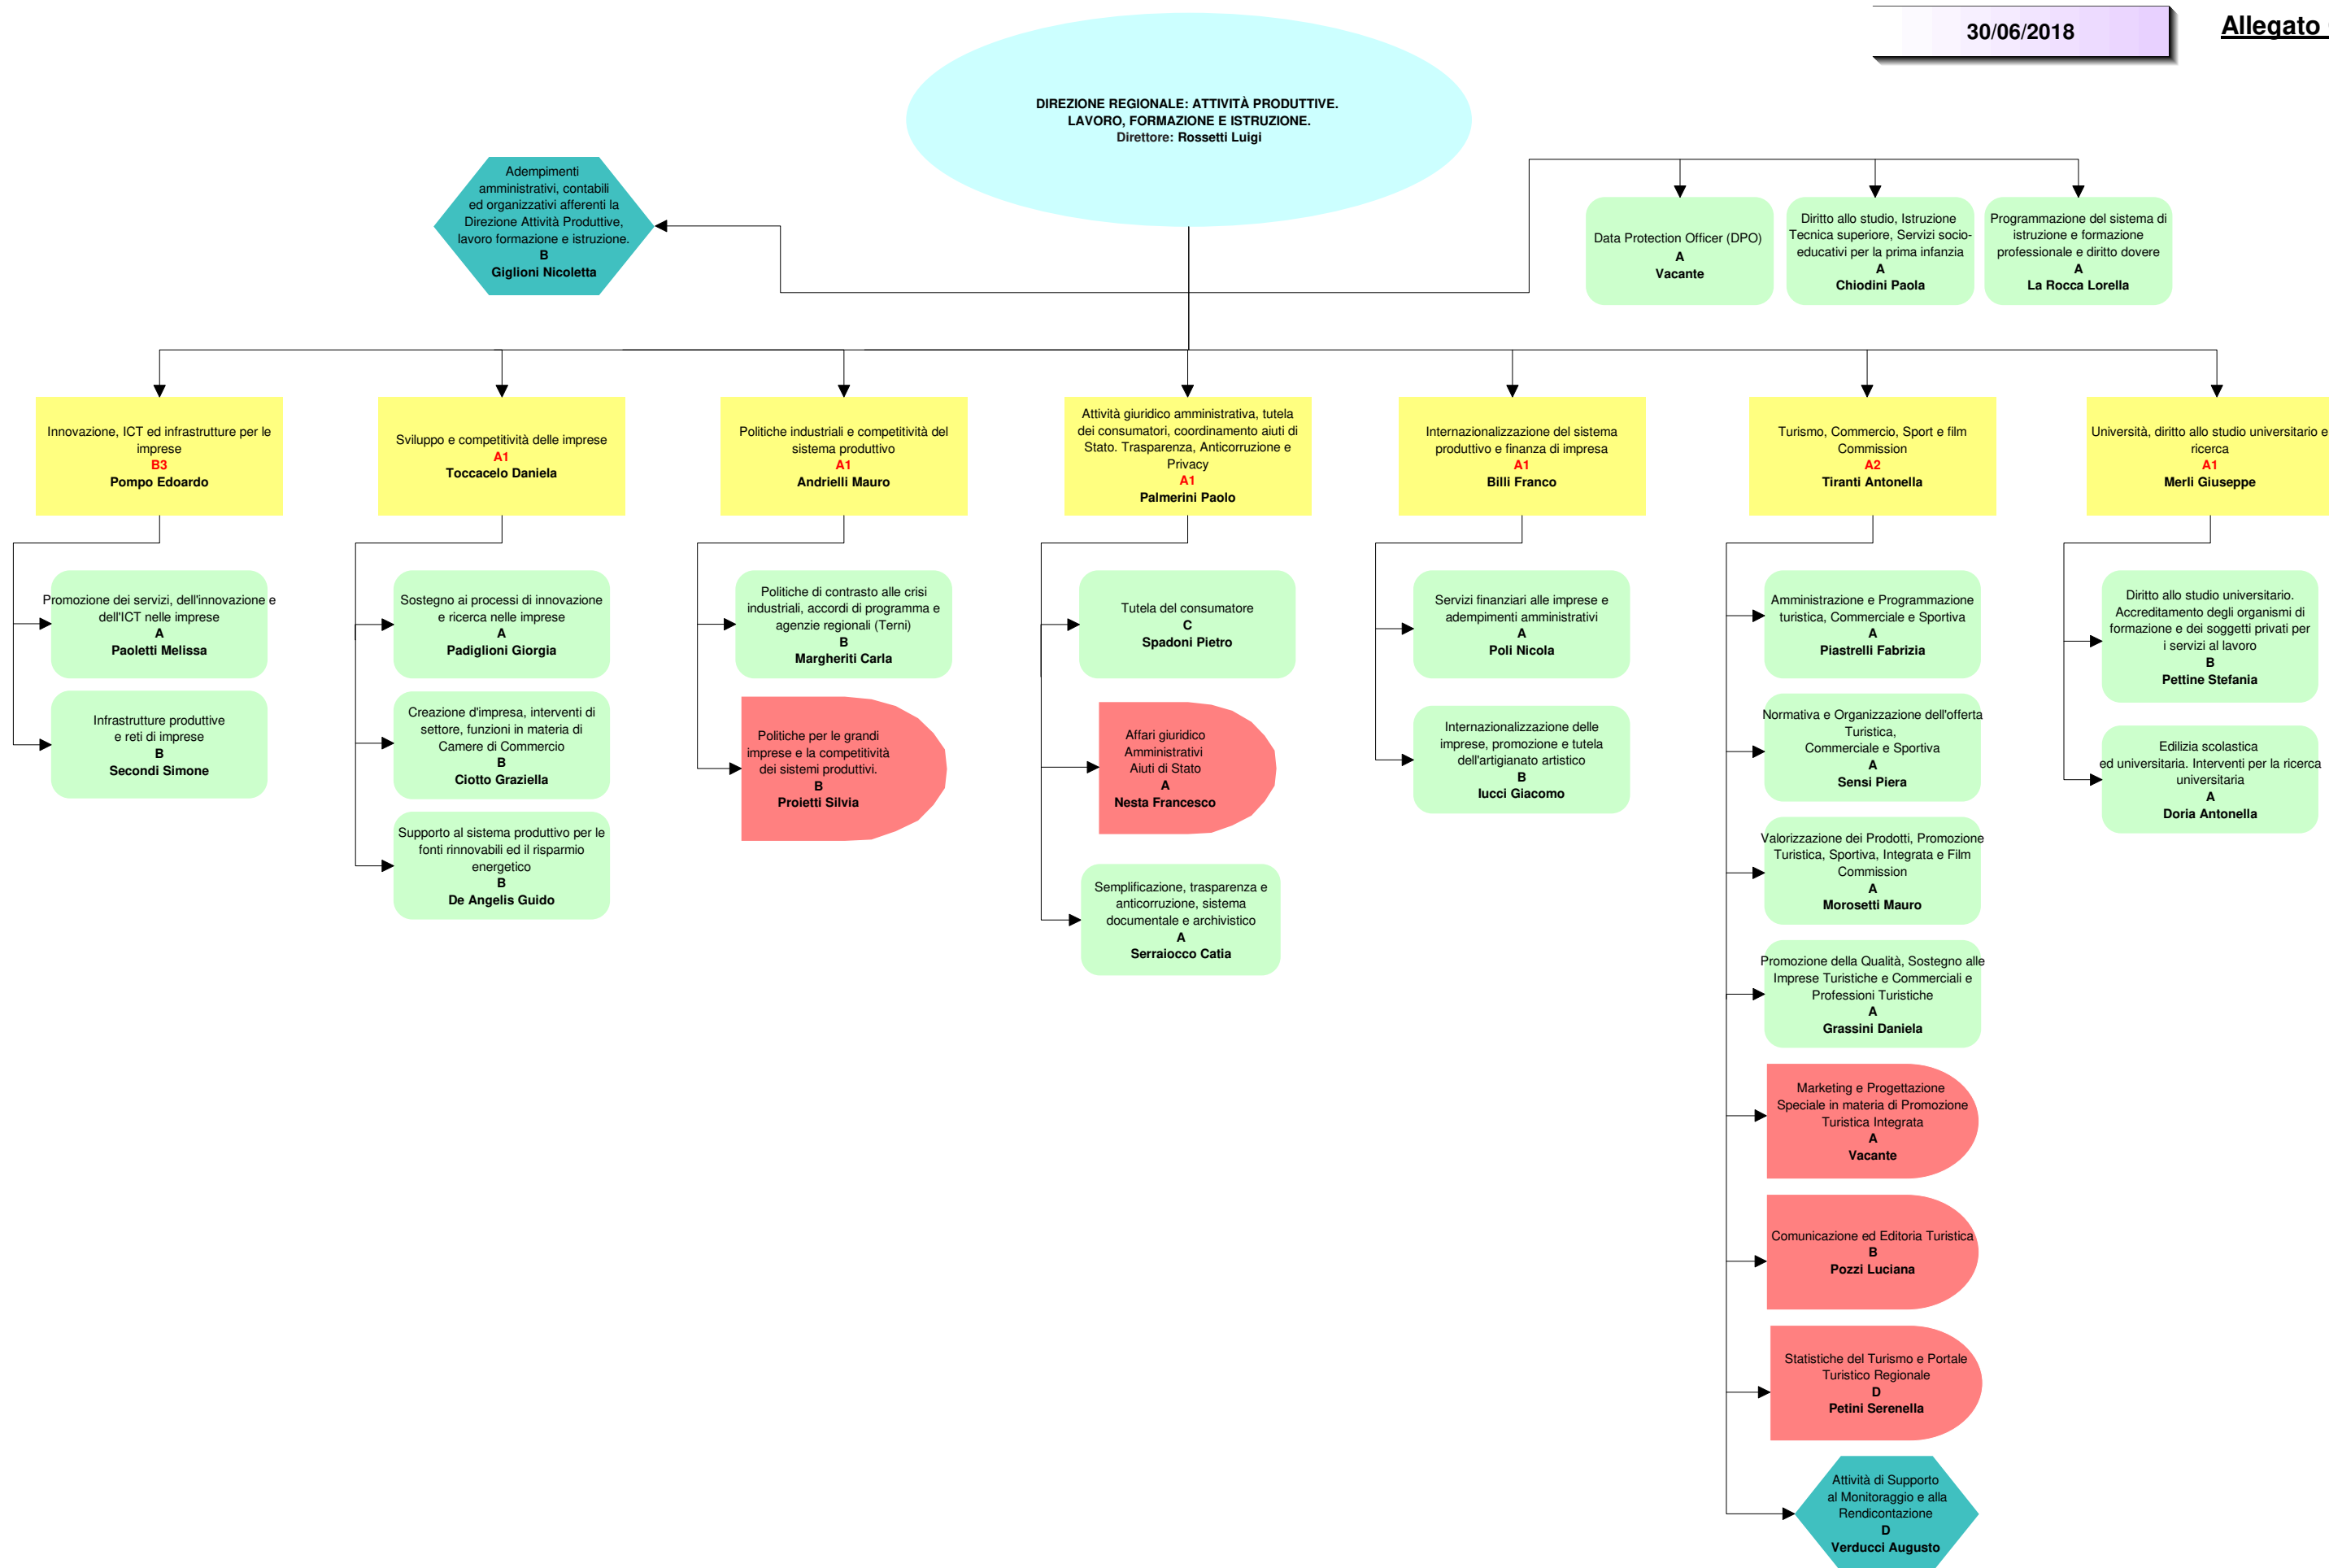 30/06/2018
Allegato
DIREZIONE REGIONALE: ATTIVITÀ PRODUTTIVE.
LAVORO, FORMAZIONE E ISTRUZIONE.
Direttore: Rossetti Luigi
Adempimenti
amministrativi, contabili
ed organizzativi afferenti la
Direzione Attività Produttive,
lavoro formazione e istruzione.
B
Giglioni Nicoletta
Data Protection Officer (DPO)
A
Vacante
Diritto allo studio, Istruzione
Tecnica superiore, Servizi socio-
educativi per la prima infanzia
A
Chiodini Paola
Programmazione del sistema di
istruzione e formazione
professionale e diritto dovere
A
La Rocca Lorella
Innovazione, ICT ed infrastrutture per le
imprese
B3
Pompo Edoardo
Sviluppo e competitività delle imprese
A1
Toccacelo Daniela
Politiche industriali e competitività del
sistema produttivo
A1
Andrielli Mauro
Attività giuridico amministrativa, tutela
dei consumatori, coordinamento aiuti di
Stato. Trasparenza, Anticorruzione e
Privacy
A1
Palmerini Paolo
Internazionalizzazione del sistema
produttivo e finanza di impresa
A1
Billi Franco
Turismo, Commercio, Sport e film
Commission
A2
Tiranti Antonella
Università, diritto allo studio universitario e
ricerca
A1
Merli Giuseppe
Promozione dei servizi, dell'innovazione e
dell'ICT nelle imprese
A
Paoletti Melissa
Infrastrutture produttive
e reti di imprese
B
Secondi Simone
Sostegno ai processi di innovazione
e ricerca nelle imprese
A
Padiglioni Giorgia
Creazione d'impresa, interventi di
settore, funzioni in materia di
Camere di Commercio
B
Ciotto Graziella
Supporto al sistema produttivo per le
fonti rinnovabili ed il risparmio
energetico
B
De Angelis Guido
Politiche di contrasto alle crisi
industriali, accordi di programma e
agenzie regionali (Terni)
B
Margheriti Carla
Politiche per le grandi
imprese e la competitività
dei sistemi produttivi.
B
Proietti Silvia
Tutela del consumatore
C
Spadoni Pietro
Affari giuridico
Amministrativi
Aiuti di Stato
A
Nesta Francesco
Semplificazione, trasparenza e
anticorruzione, sistema
documentale e archivistico
A
Serraiocco Catia
Servizi finanziari alle imprese e
adempimenti amministrativi
A
Poli Nicola
Internazionalizzazione delle
imprese, promozione e tutela
dell'artigianato artistico
B
Iucci Giacomo
Amministrazione e Programmazione
turistica, Commerciale e Sportiva
A
Piastrelli Fabrizia
Normativa e Organizzazione dell'offerta
Turistica,
Commerciale e Sportiva
A
Sensi Piera
Valorizzazione dei Prodotti, Promozione
Turistica, Sportiva, Integrata e Film
Commission
A
Morosetti Mauro
Promozione della Qualità, Sostegno alle
Imprese Turistiche e Commerciali e
Professioni Turistiche
A
Grassini Daniela
Marketing e Progettazione
Speciale in materia di Promozione
Turistica Integrata
A
Vacante
Comunicazione ed Editoria Turistica
B
Pozzi Luciana
Statistiche del Turismo e Portale
Turistico Regionale
D
Petini Serenella
Attività di Supporto
al Monitoraggio e alla
Rendicontazione
D
Verducci Augusto
Diritto allo studio universitario.
Accreditamento degli organismi di
formazione e dei soggetti privati per
i servizi al lavoro
B
Pettine Stefania
Edilizia scolastica
ed universitaria. Interventi per la ricerca
universitaria
A
Doria Antonella